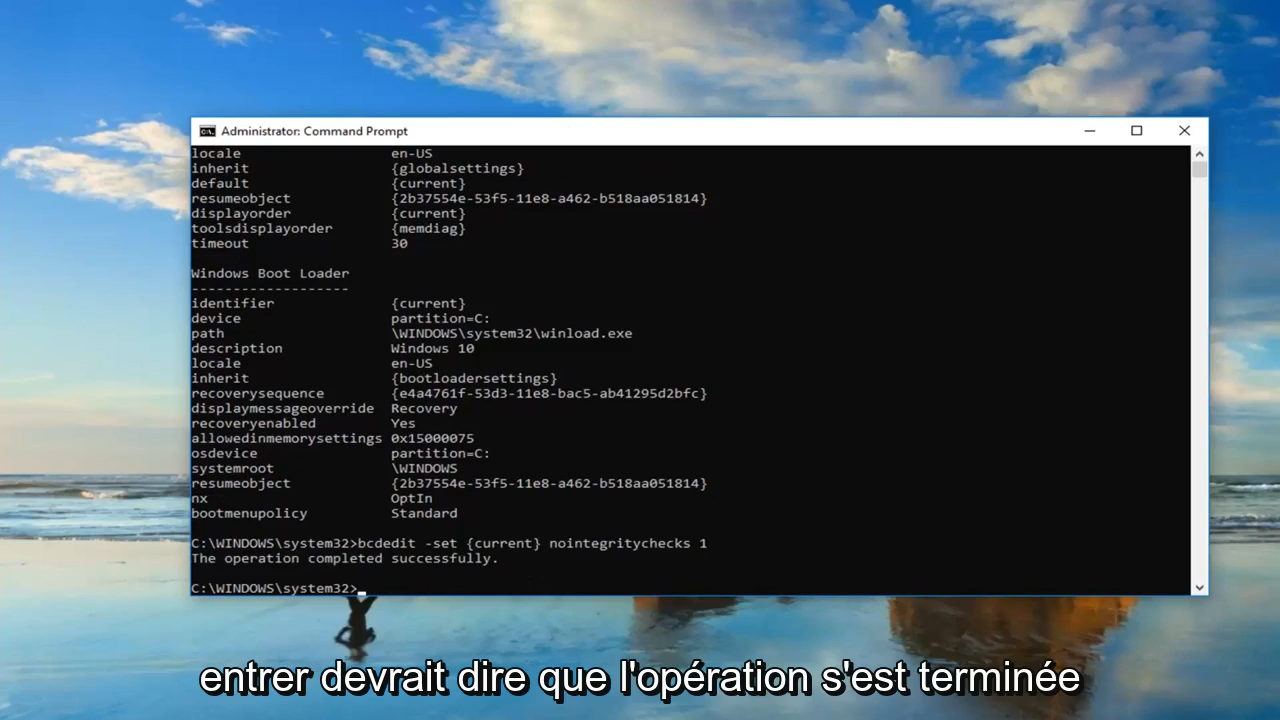 Administrator: Command Prompt
locale en-US
inherit {globalsettings}
default {current}
resumeobject {2b37554e-53f5-11e8-a462-b518aa051814}
displayorder {current}
toolsdisplayorder {memdiag}
timeout 30
Windows Boot Loader
-------------------
identifier {current}
device partition=C:
path \WINDOWS\system32\winload.exe
description Windows 10
locale en-US
inherit {bootloadersettings}
recoverysequence {e4a4761f-53d3-11e8-bac5-ab41295d2bfc}
displaymessageoverride Recovery
recoveryenabled Yes
allowedinmemorysettings 0x15000075
osdevice partition=C:
systemroot \WINDOWS
resumeobject {2b37554e-53f5-11e8-a462-b518aa051814}
nx OptIn
bootmenupolicy Standard
C:\WINDOWS\system32>bcdedit -set {current} nointegritychecks 1
The operation completed successfully.
C:\WINDOWS\system32>
entrer devrait dire que l'opération s'est terminée